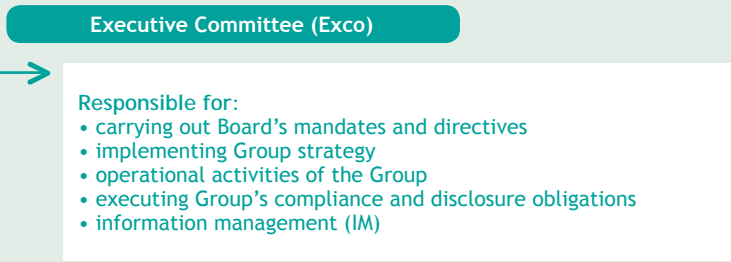 Executive Committee (Exco)
Responsible for:
• carrying out Board’s mandates and directives
• implementing Group strategy
• operational activities of the Group
• executing Group’s compliance and disclosure obligations
• information management (IM)